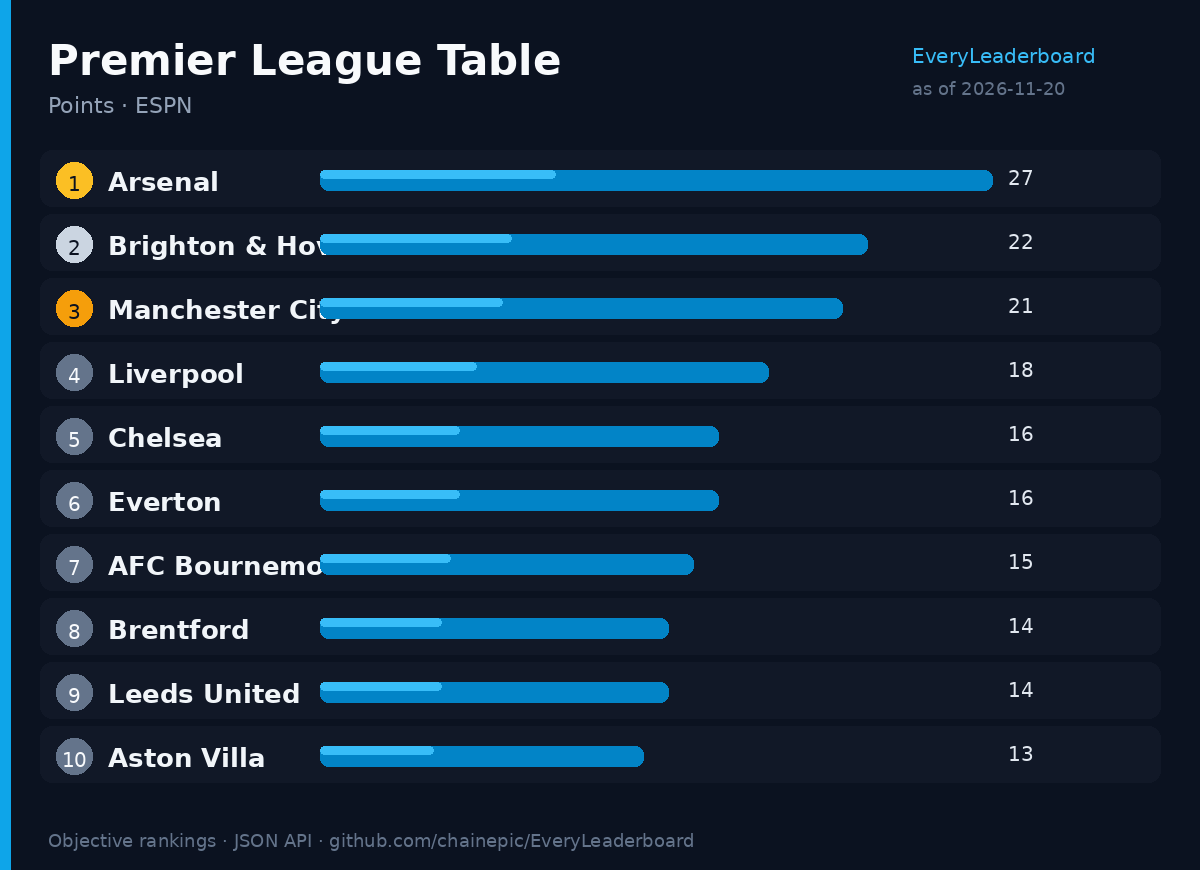 Premier League Table
EveryLeaderboard
Points · ESPN
as of 2026-11-20
1 Arsenal 27
2 Brighton & Hov 22
3 Manchester City 21
4 Liverpool 18
5 Chelsea 16
6 Everton 16
7 AFC Bournemo 15
8 Brentford 14
9 Leeds United 14
10 Aston Villa 13
Objective rankings · JSON API · github.com/chainepic/EveryLeaderboard